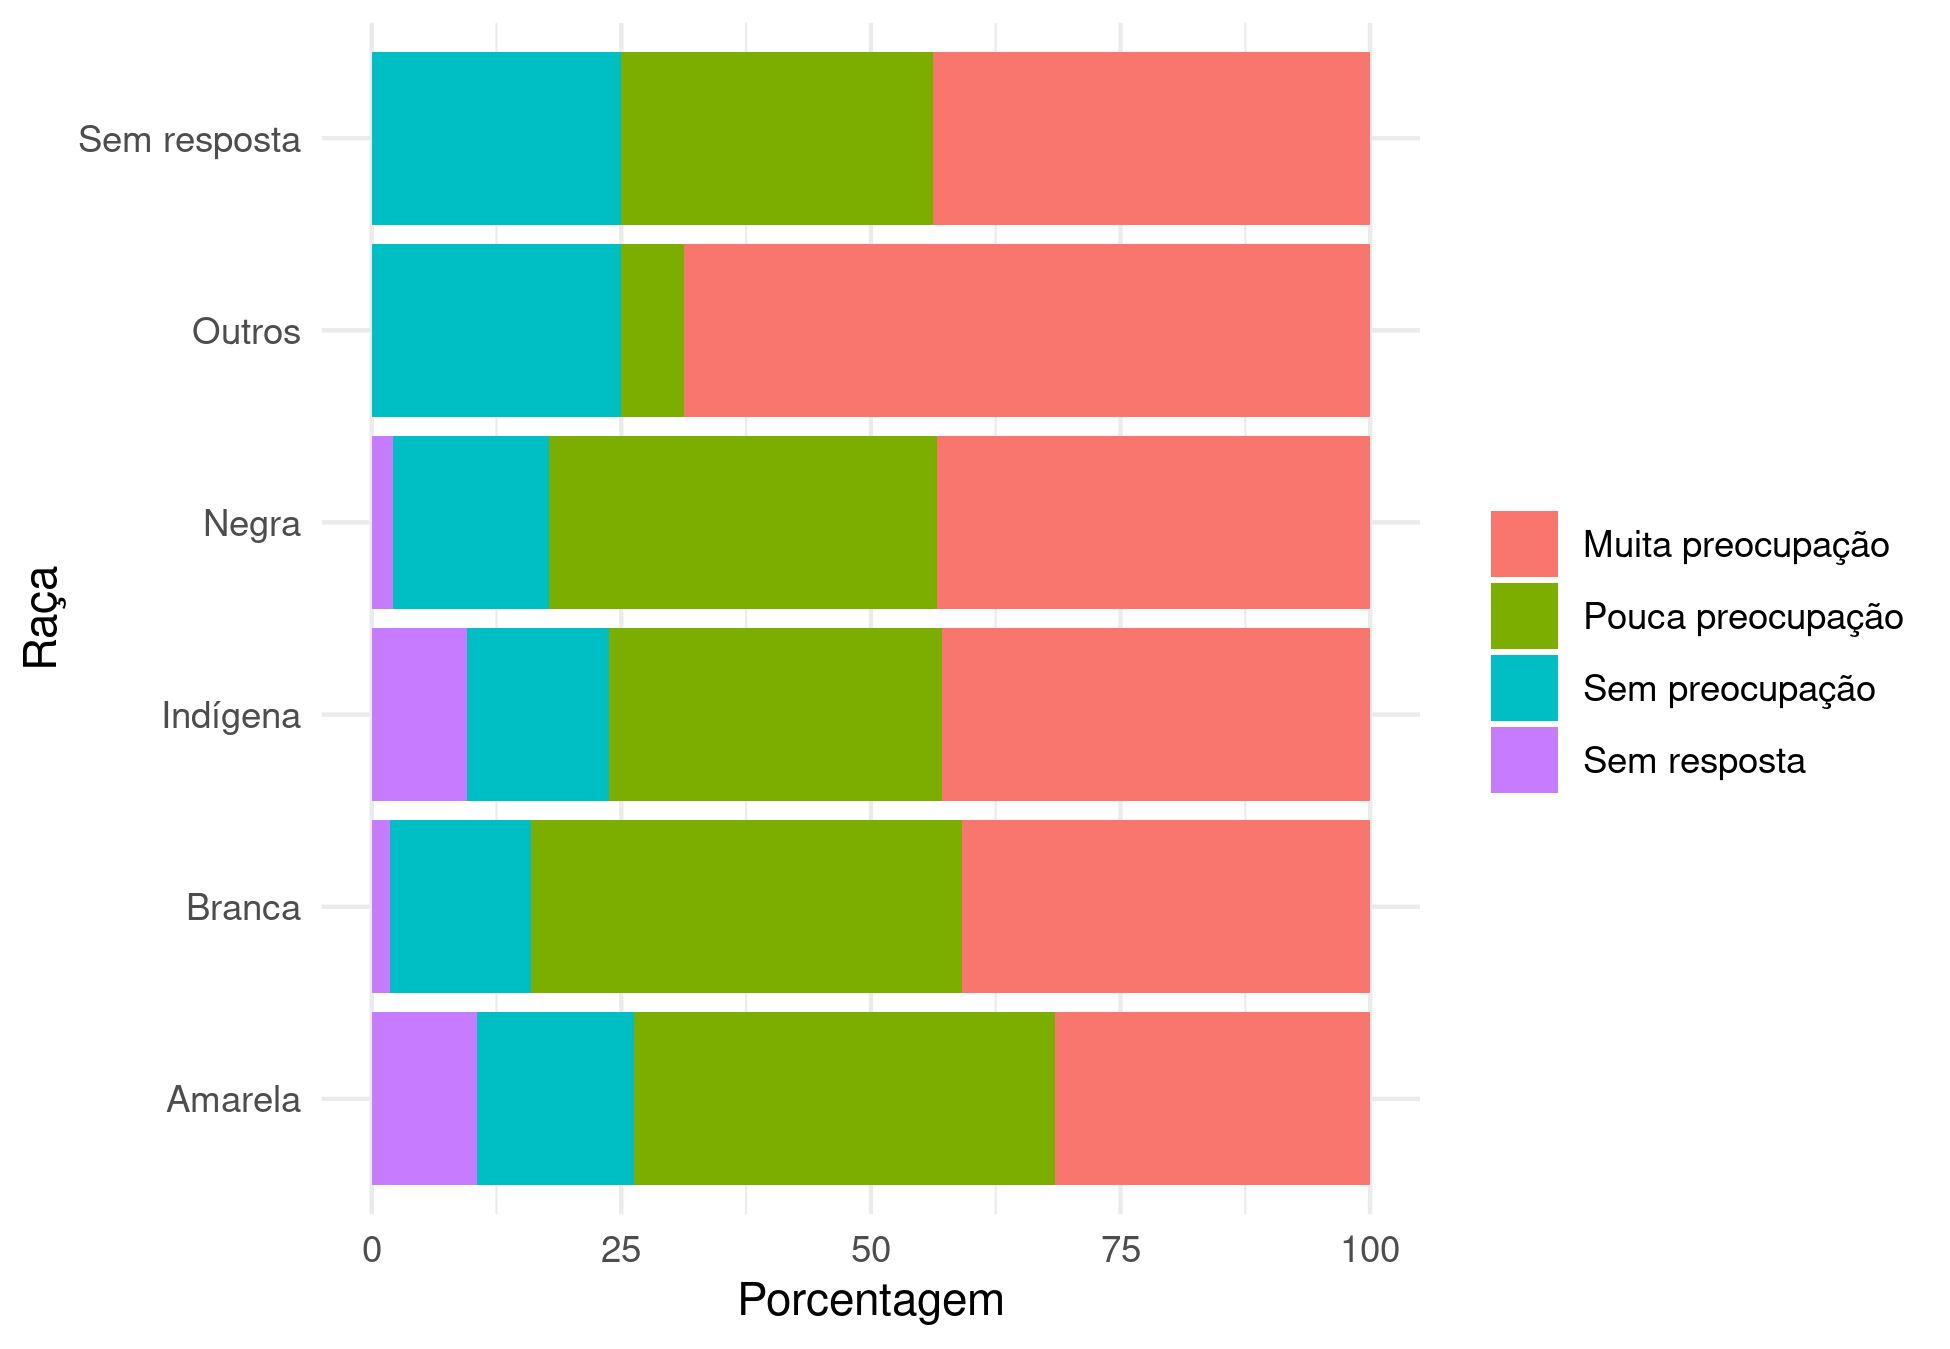 Sem resposta
Outros
Negra
Indígena
Branca
Amarela
Raça
0 25 50 75 100
Porcentagem
Muita preocupação
Pouca preocupação
Sem preocupação
Sem resposta